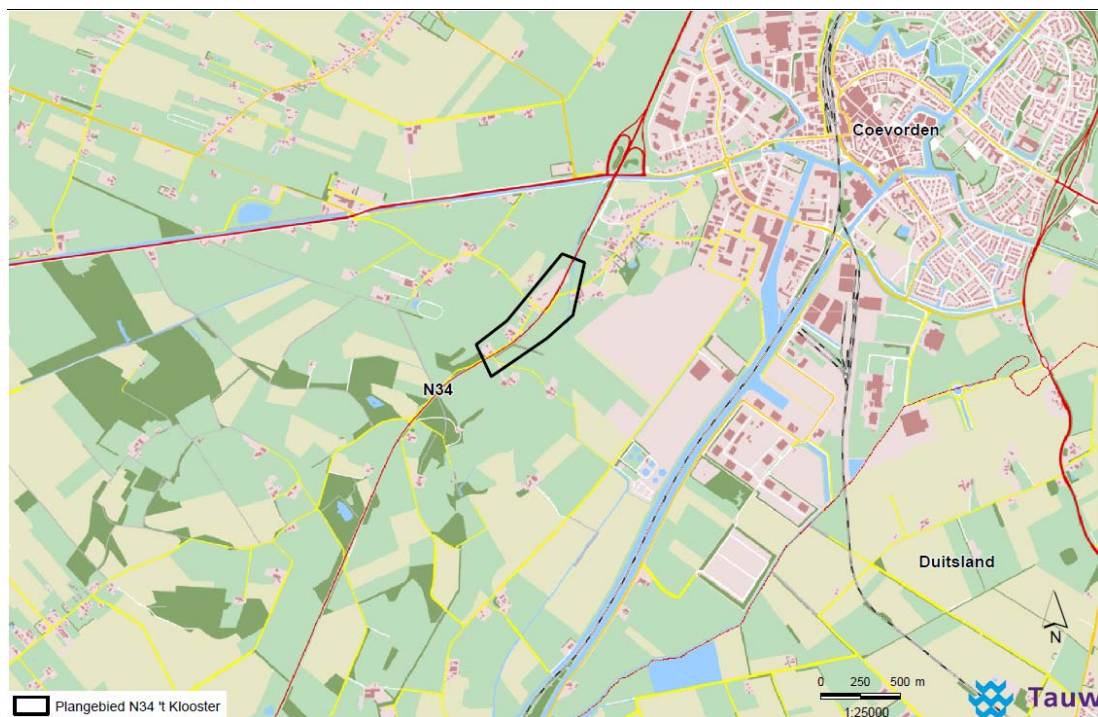 Coevorden
N34
Duitsland
N
0 250 500 m
1:25000
Plangebied N34 't Klooster
Tauw